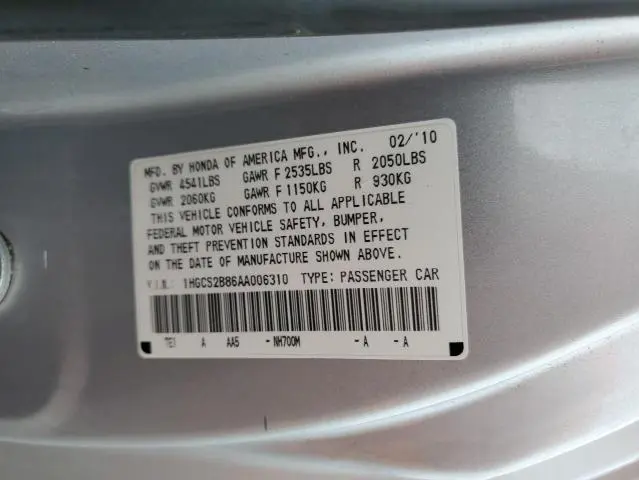 MFD. BY HONDA OF AMERICA MFG., INC. 02/'10
GVWR 4541LBS GAWR F 2535LBS R 2050LBS
GVWR 2060KG GAWR F 1150KG R 930KG
THIS VEHICLE CONFORMS TO ALL APPLICABLE
FEDERAL MOTOR VEHICLE SAFETY, BUMPER,
AND THEFT PREVENTION STANDARDS IN EFFECT
ON THE DATE OF MANUFACTURE SHOWN ABOVE.
V.I.N.: 1HGCS2B86AA006310 TYPE: PASSENGER CAR
TE1 A AA5 - NH700M - A - A